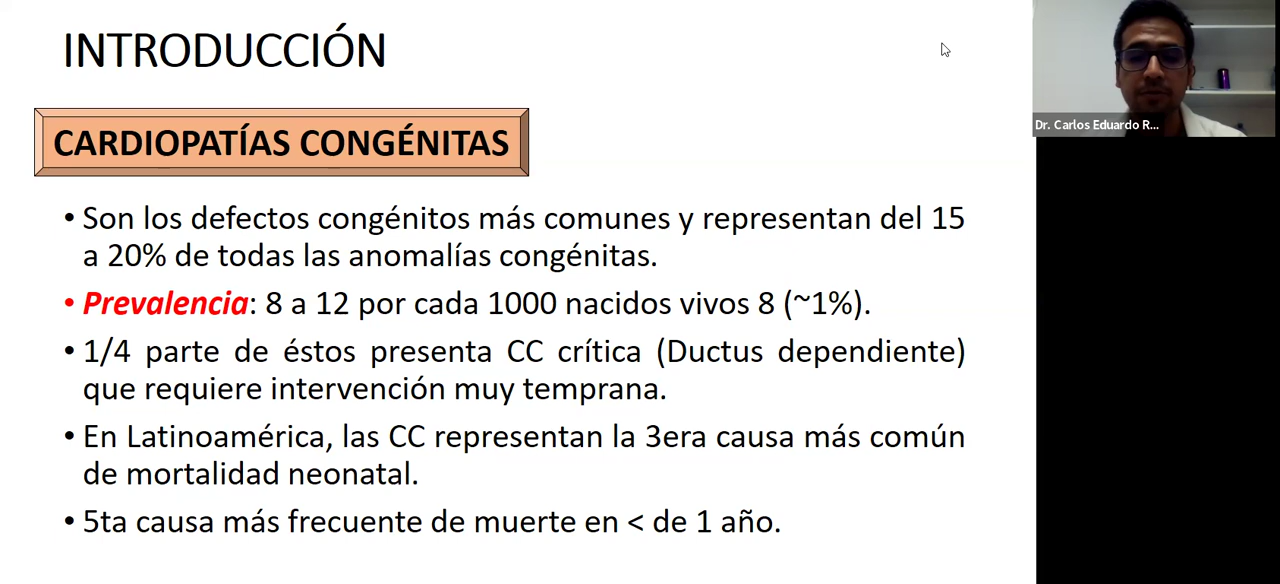 INTRODUCCIÓN
CARDIOPATÍAS CONGÉNITAS
• Son los defectos congénitos más comunes y representan del 15
a 20% de todas las anomalías congénitas.
• Prevalencia: 8 a 12 por cada 1000 nacidos vivos 8 (~1%).
• 1/4 parte de éstos presenta CC crítica (Ductus dependiente)
que requiere intervención muy temprana.
• En Latinoamérica, las CC representan la 3era causa más común
de mortalidad neonatal.
• 5ta causa más frecuente de muerte en < de 1 año.
Dr. Carlos Eduardo R...